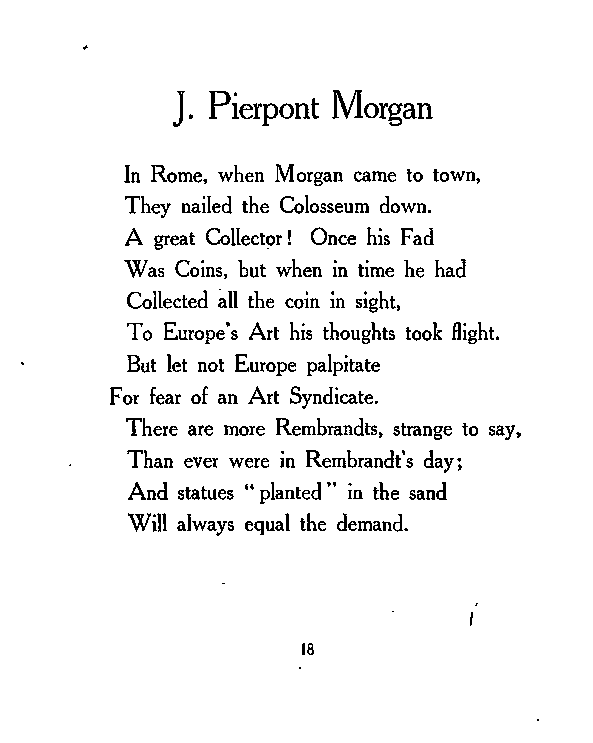 J. Pierpont Morgan
In Rome, when Morgan came to town,
They nailed the Colosseum down.
A great Collector! Once his Fad
Was Coins, but when in time he had
Collected all the coin in sight,
To Europe's Art his thoughts took flight.
But let not Europe palpitate
For fear of an Art Syndicate.
There are more Rembrandts, strange to say,
Than ever were in Rembrandt's day;
And statues "planted" in the sand
Will always equal the demand.
18